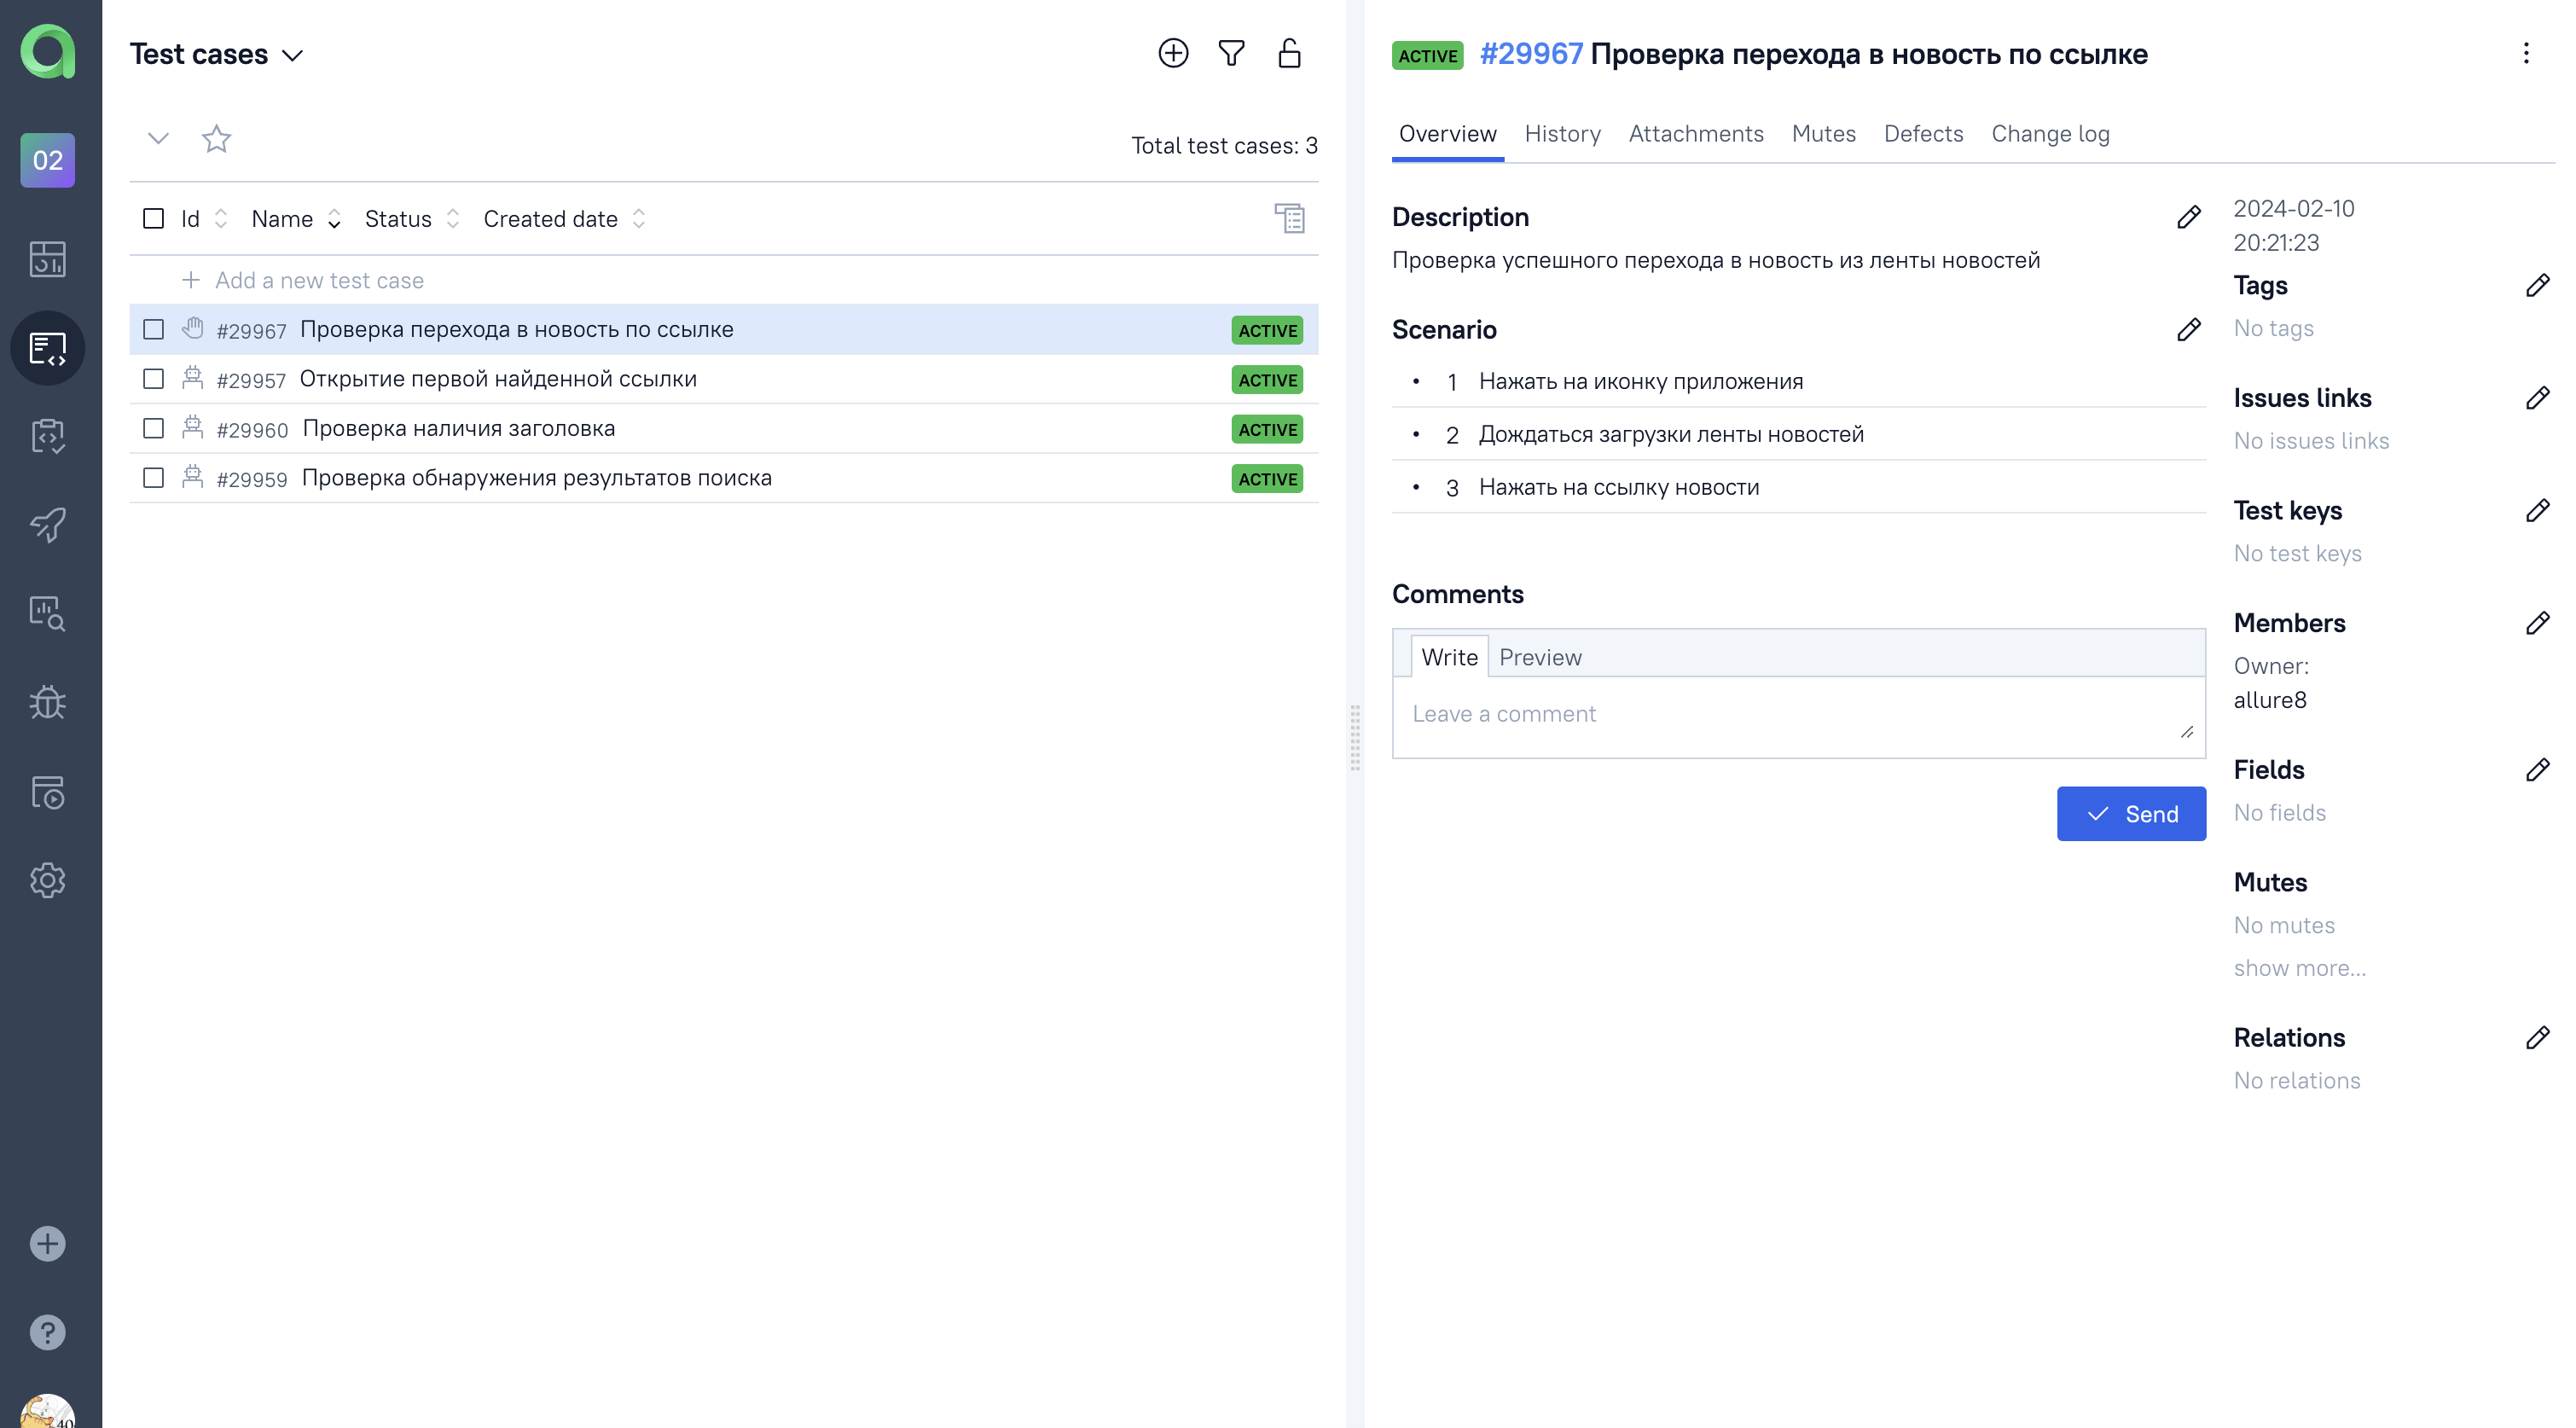 02
Test cases
Total test cases: 3
Id Name Status Created date
Add a new test case
#29967 Проверка перехода в новость по ссылке ACTIVE
#29957 Открытие первой найденной ссылки ACTIVE
#29960 Проверка наличия заголовка ACTIVE
#29959 Проверка обнаружения результатов поиска ACTIVE
40
ACTIVE #29967 Проверка перехода в новость по ссылке
Overview History Attachments Mutes Defects Change log
Description
Проверка успешного перехода в новость из ленты новостей
Scenario
• 1 Нажать на иконку приложения
• 2 Дождаться загрузки ленты новостей
• 3 Нажать на ссылку новости
Comments
Write Preview
Leave a comment
Send
2024-02-10
20:21:23
Tags
No tags
Issues links
No issues links
Test keys
No test keys
Members
Owner:
allure8
Fields
No fields
Mutes
No mutes
show more...
Relations
No relations